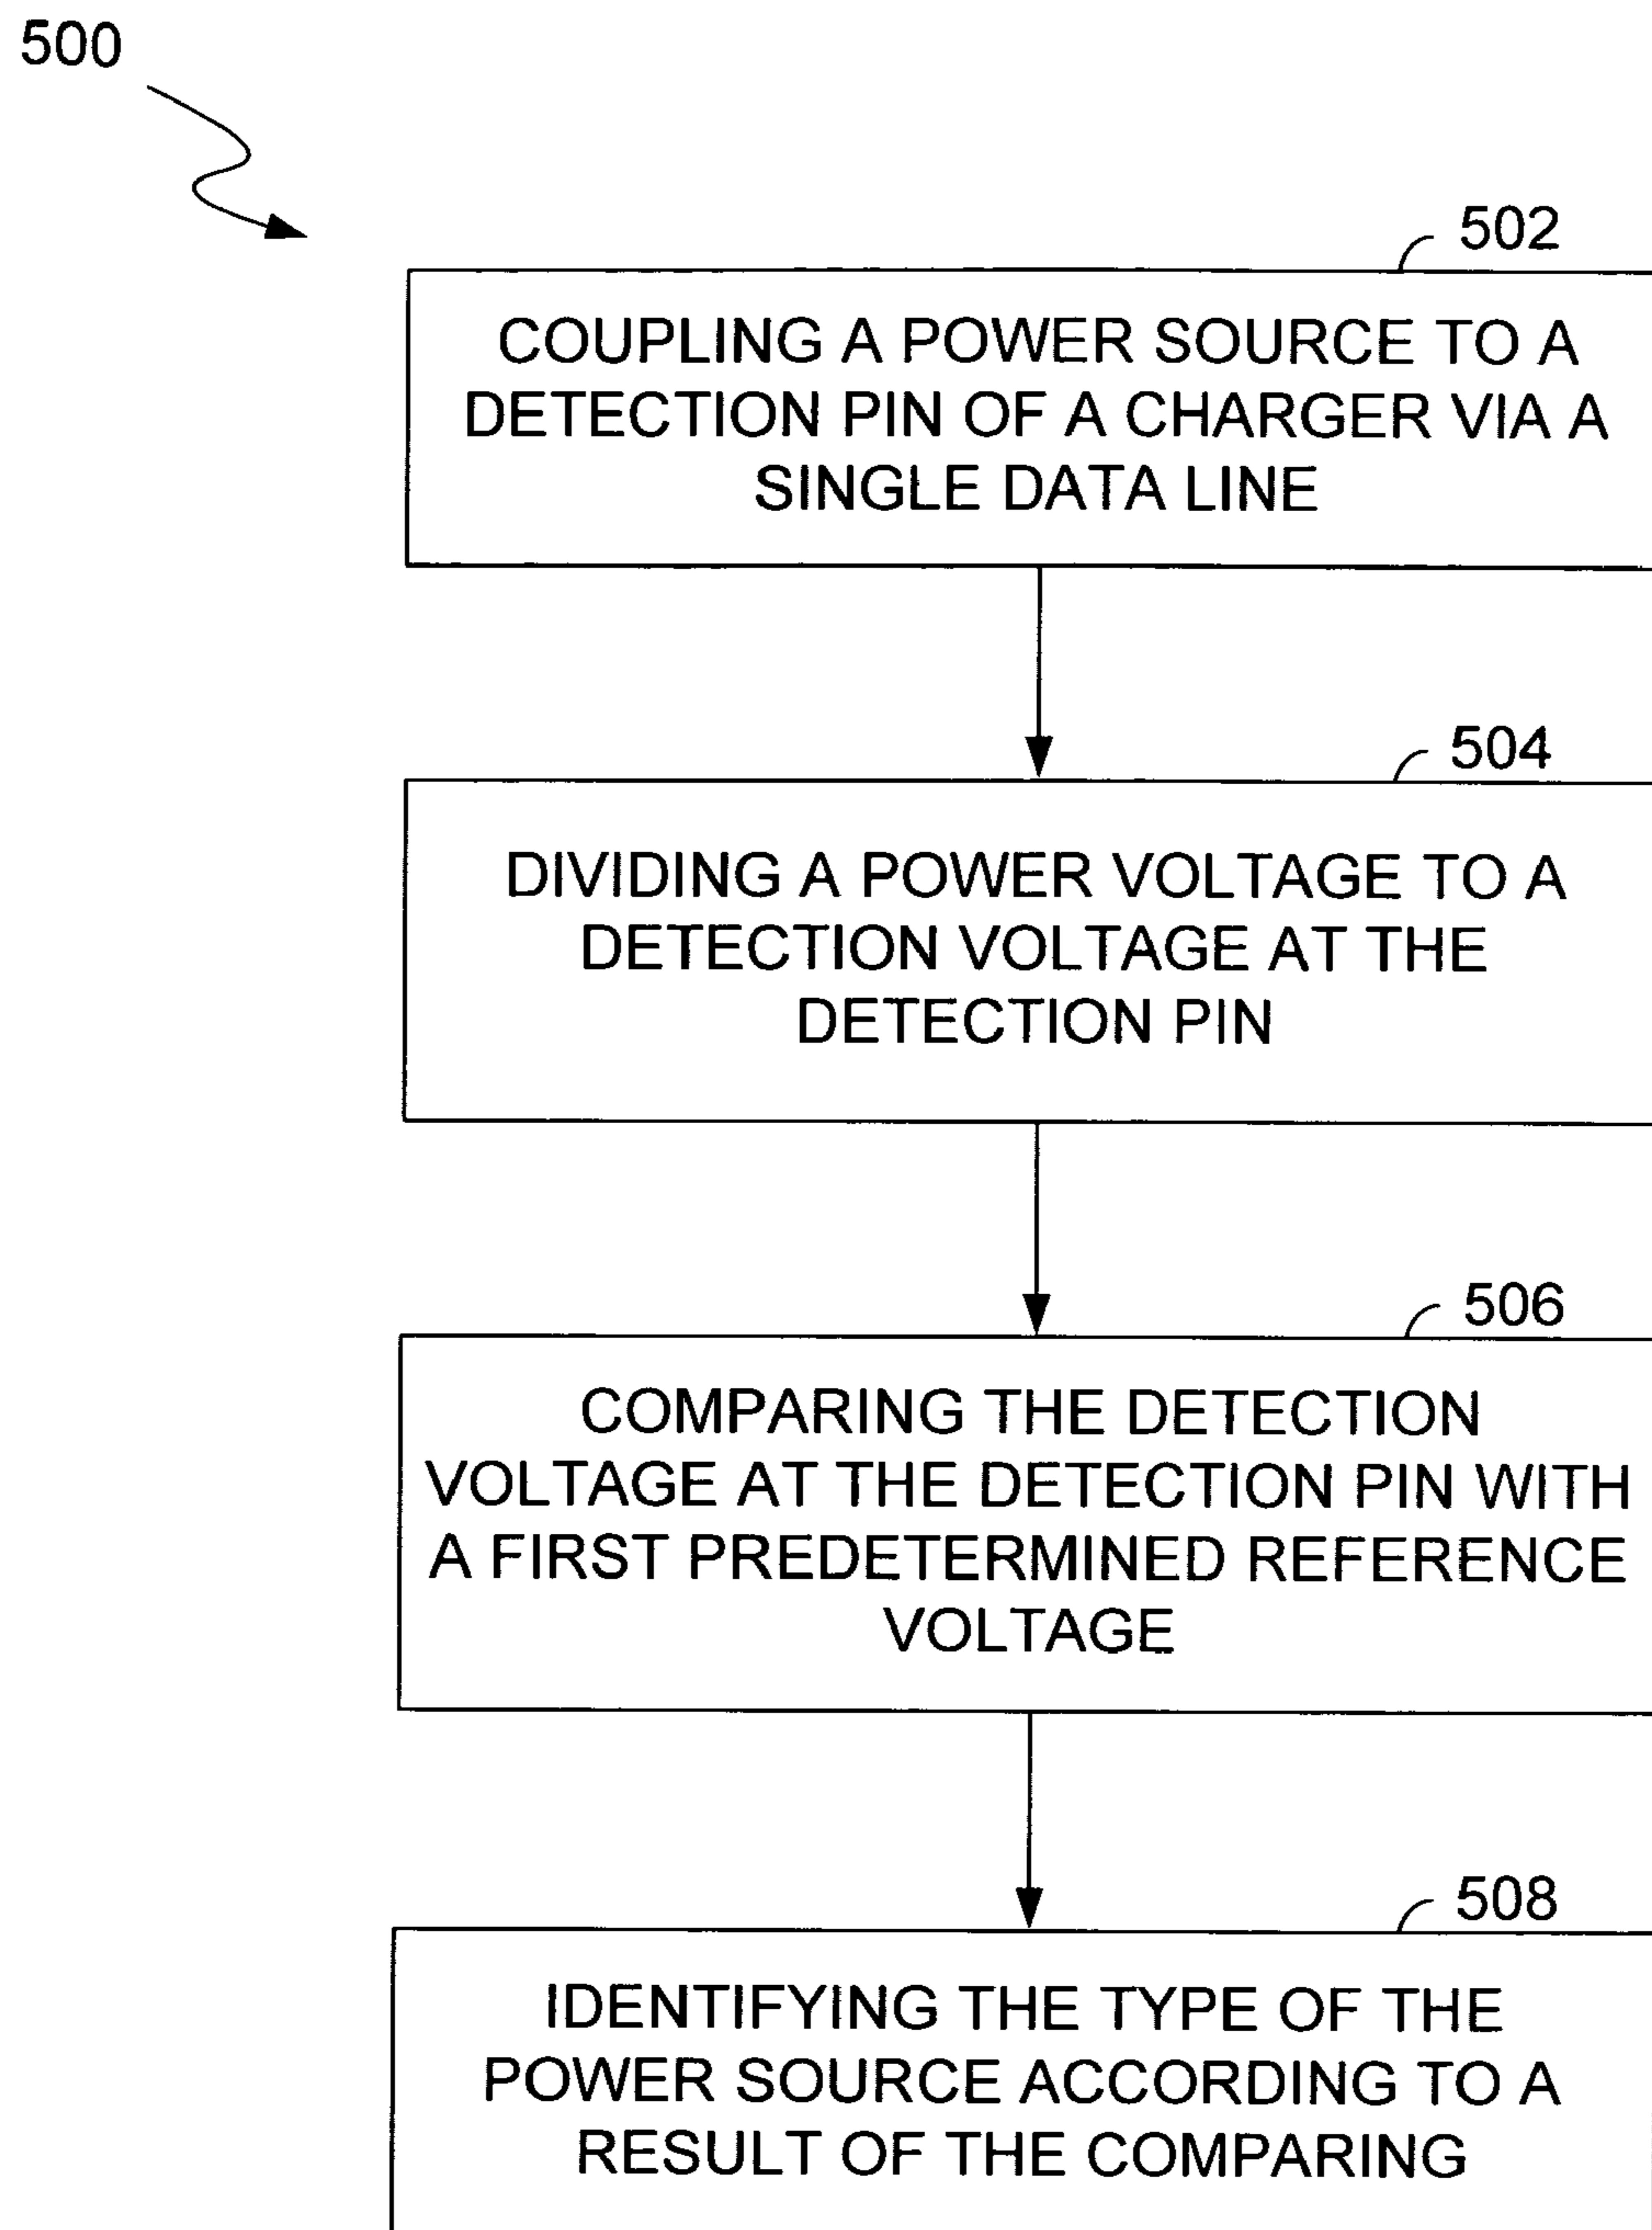 500
502
COUPLING A POWER SOURCE TO A
DETECTION PIN OF A CHARGER VIA A
SINGLE DATA LINE
504
DIVIDING A POWER VOLTAGE TO A
DETECTION VOLTAGE AT THE
DETECTION PIN
506
COMPARING THE DETECTION
VOLTAGE AT THE DETECTION PIN WITH
A FIRST PREDETERMINED REFERENCE
VOLTAGE
508
IDENTIFYING THE TYPE OF THE
POWER SOURCE ACCORDING TO A
RESULT OF THE COMPARING